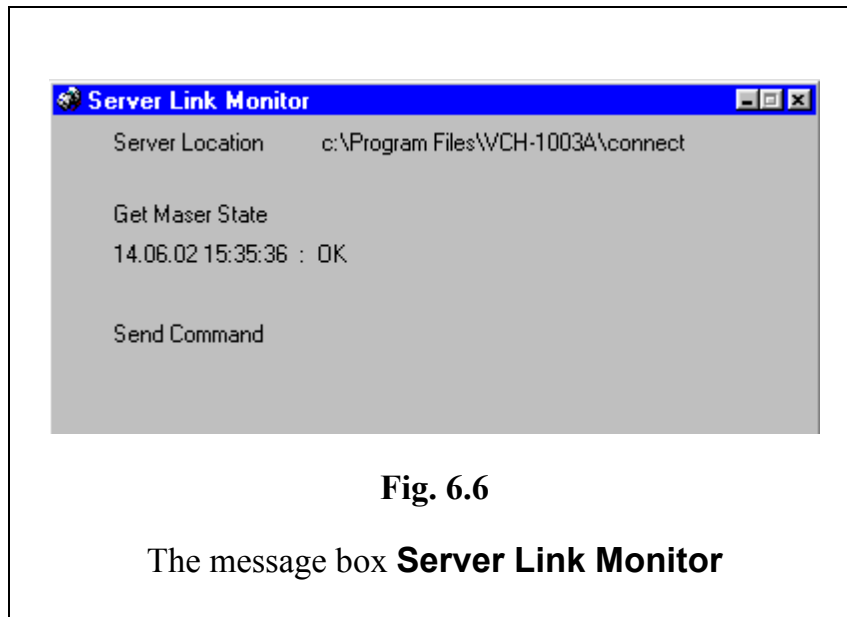 Server Link Monitor
Server Location c:\Program Files\VCH-1003A\connect
Get Maser State
14.06.02 15:35:36 : OK
Send Command
Fig. 6.6
The message box Server Link Monitor